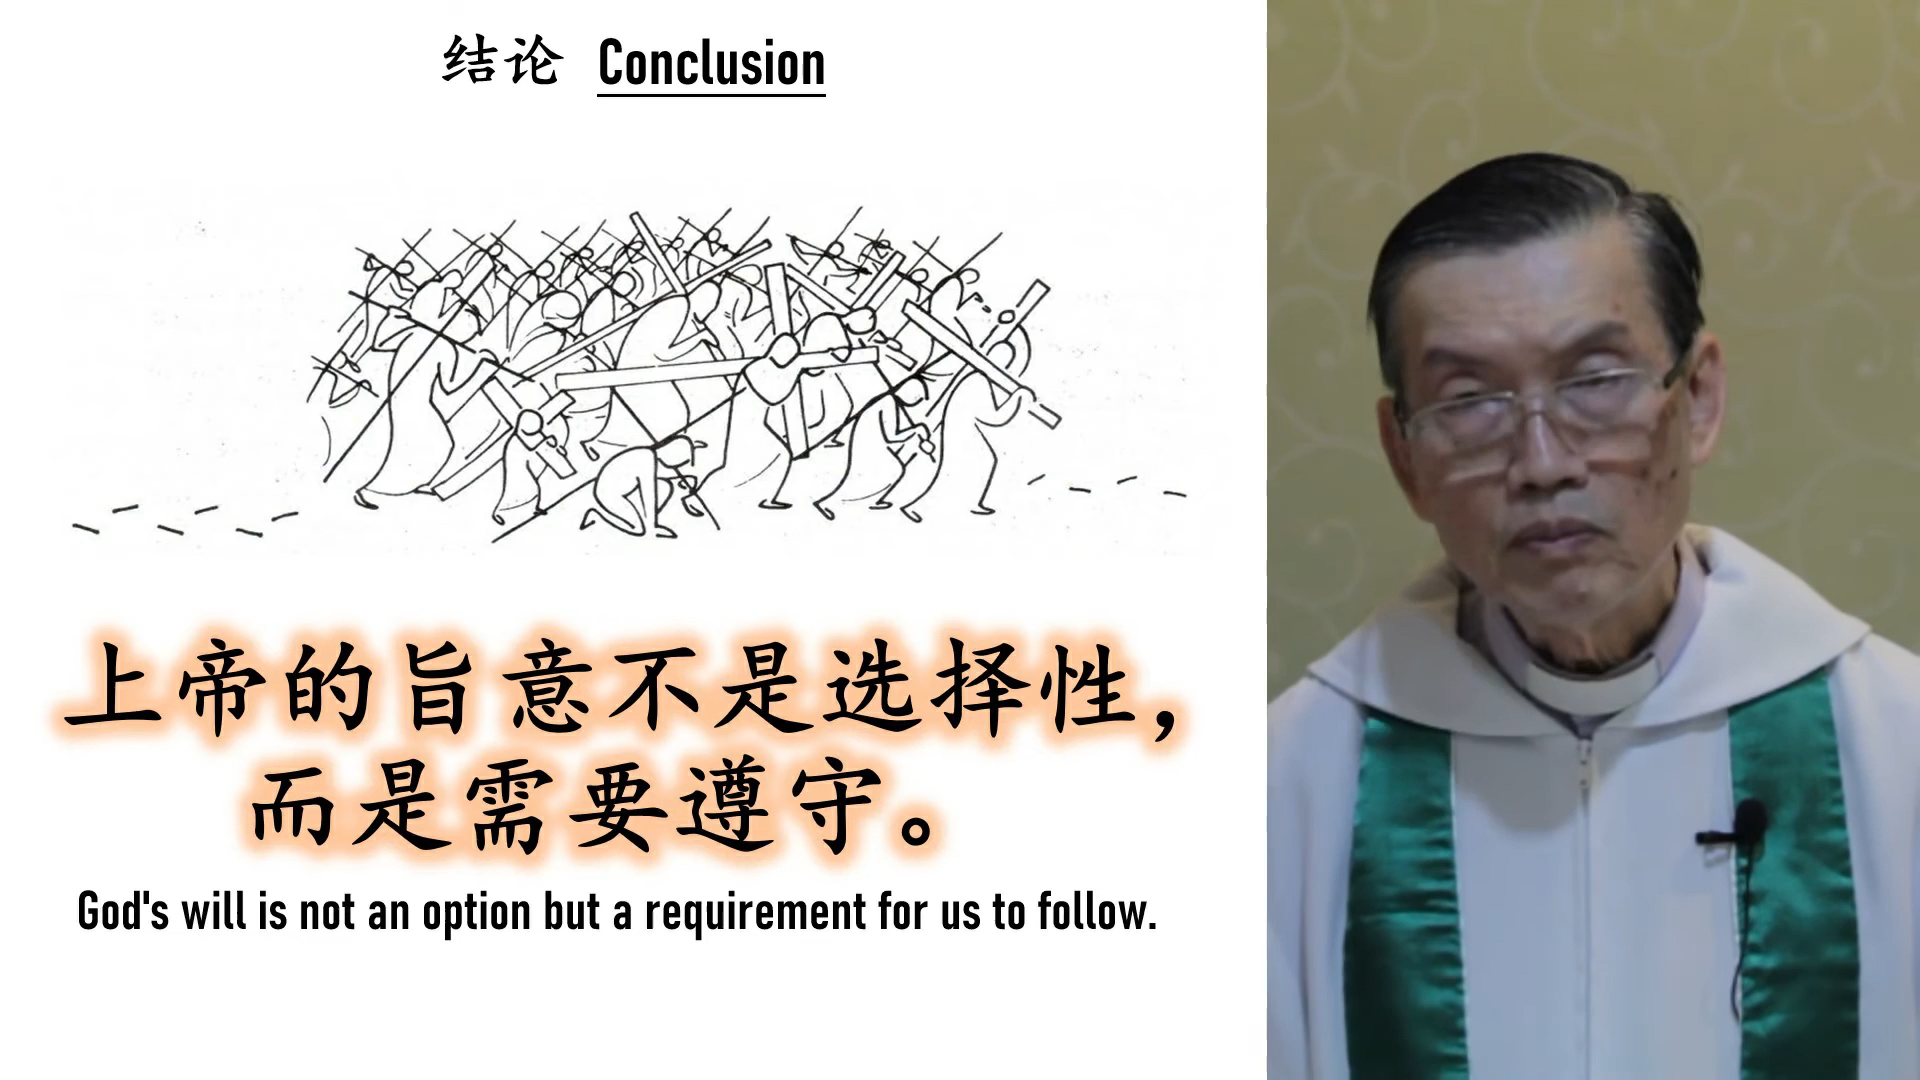 结论 Conclusion
上帝的旨意不是选择性，
而是需要遵守。
God's will is not an option but a requirement for us to follow.